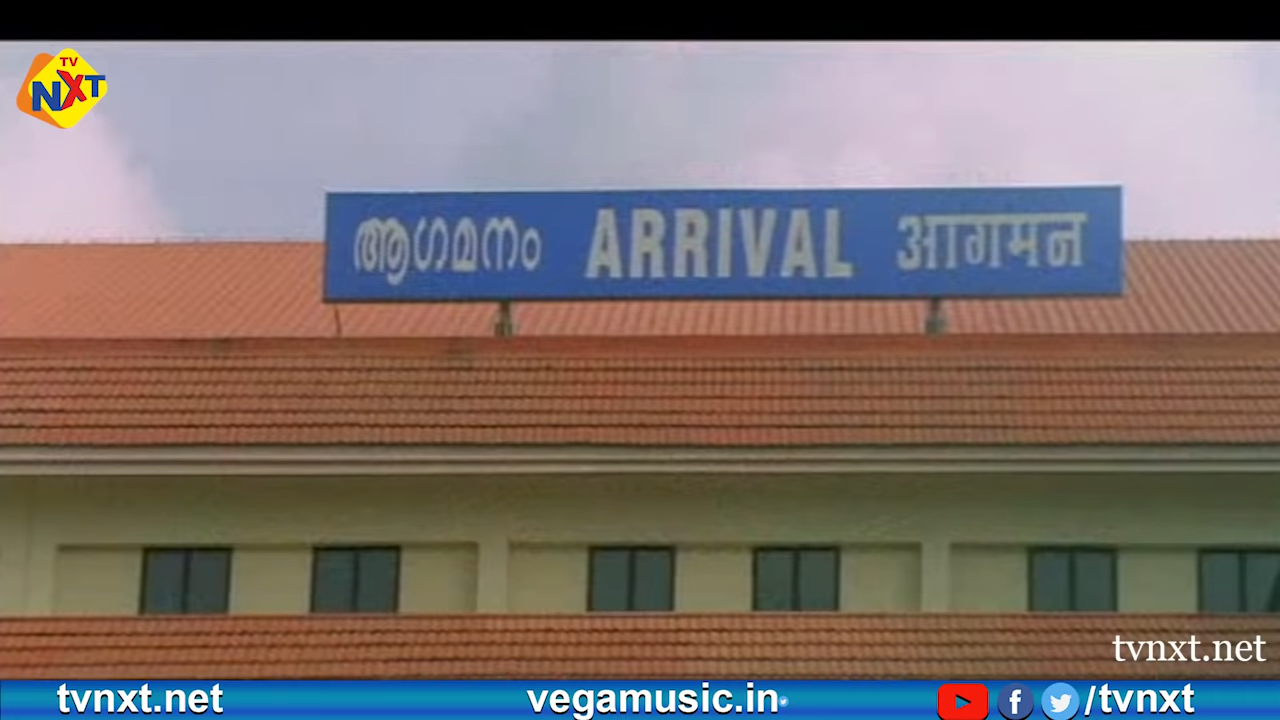 TV
NXT
ആഗമനം ARRIVAL आगमन
tvnxt.net
tvnxt.net vegamusic.in /tvnxt